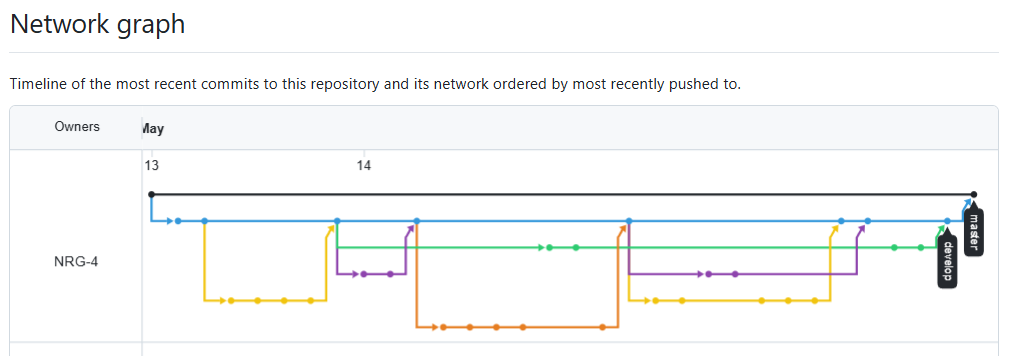 Network graph
Timeline of the most recent commits to this repository and its network ordered by most recently pushed to.
Owners
May
13
14
NRG-4
master
develop